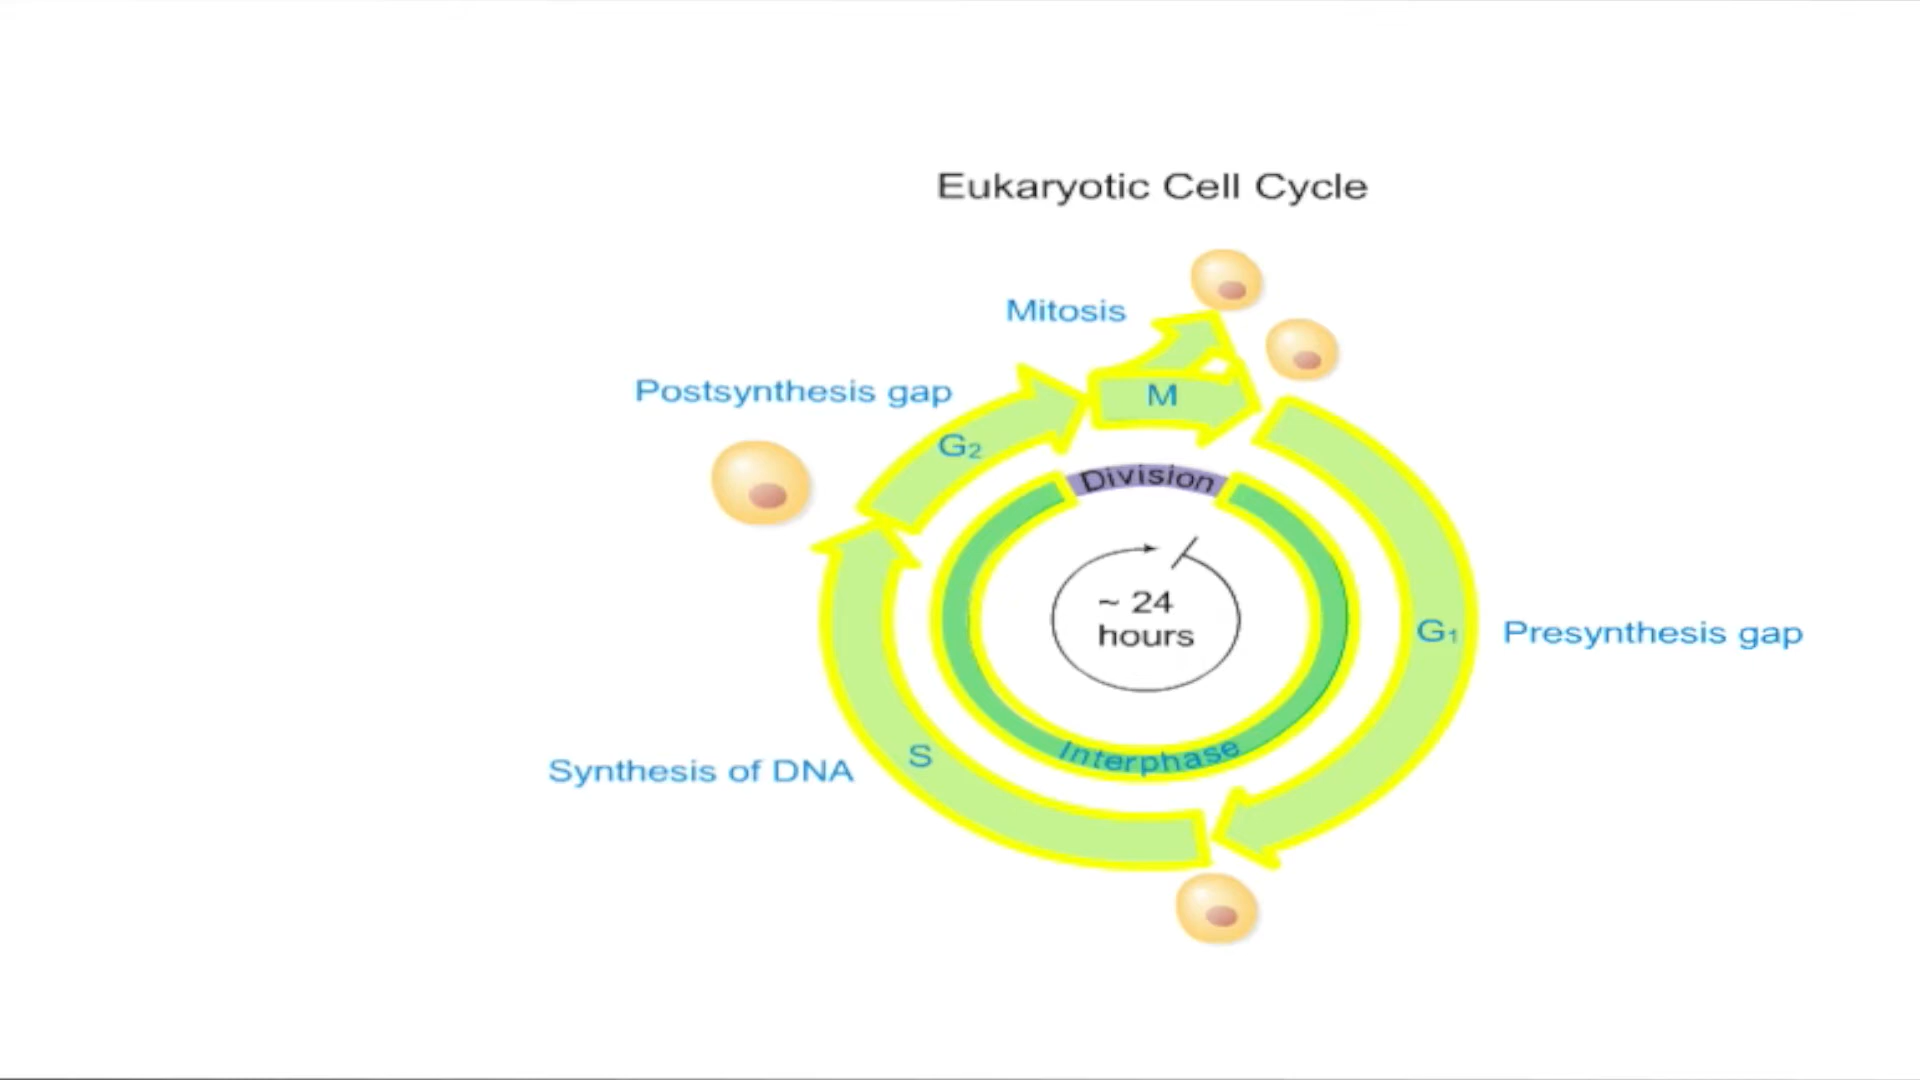 Eukaryotic Cell Cycle
Mitosis
Postsynthesis gap
M
G₂
Division
~ 24
hours
G₁
Presynthesis gap
Interphase
S
Synthesis of DNA